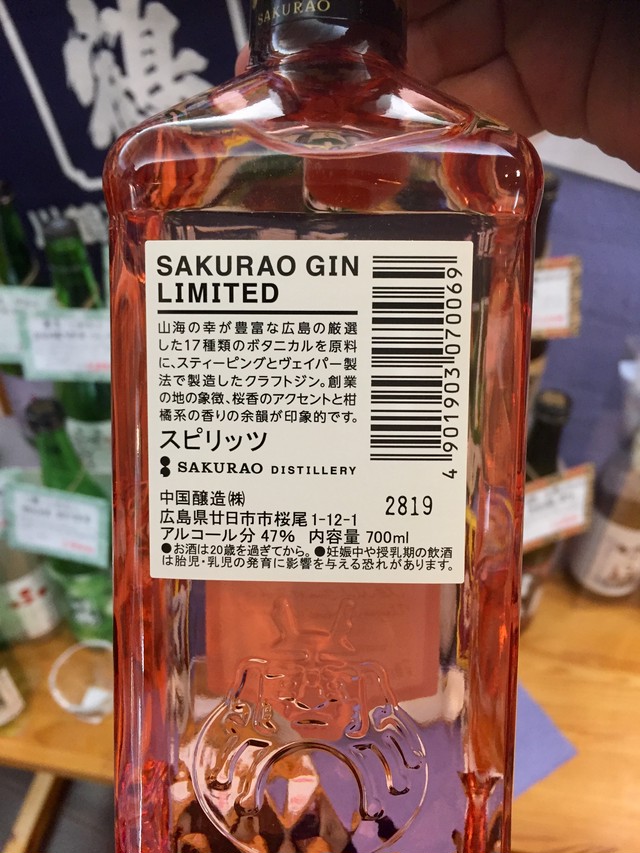 SAKURAO
鶴
SAKURAO GIN
LIMITED
山海の幸が豊富な広島の厳選
した17種類のボタニカルを原料
に、スティーピングとヴェイパー製
法で製造したクラフトジン。創業
の地の象徴、桜香のアクセントと柑
橘系の香りの余韻が印象的です。
スピリッツ
SAKURAO DISTILLERY
4 901903 070069
中国醸造㈱
2819
広島県廿日市市桜尾1-12-1
アルコール分 47% 内容量 700ml
●お酒は20歳を過ぎてから。●妊娠中や授乳期の飲酒
は胎児・乳児の発育に影響を与える恐れがあります。